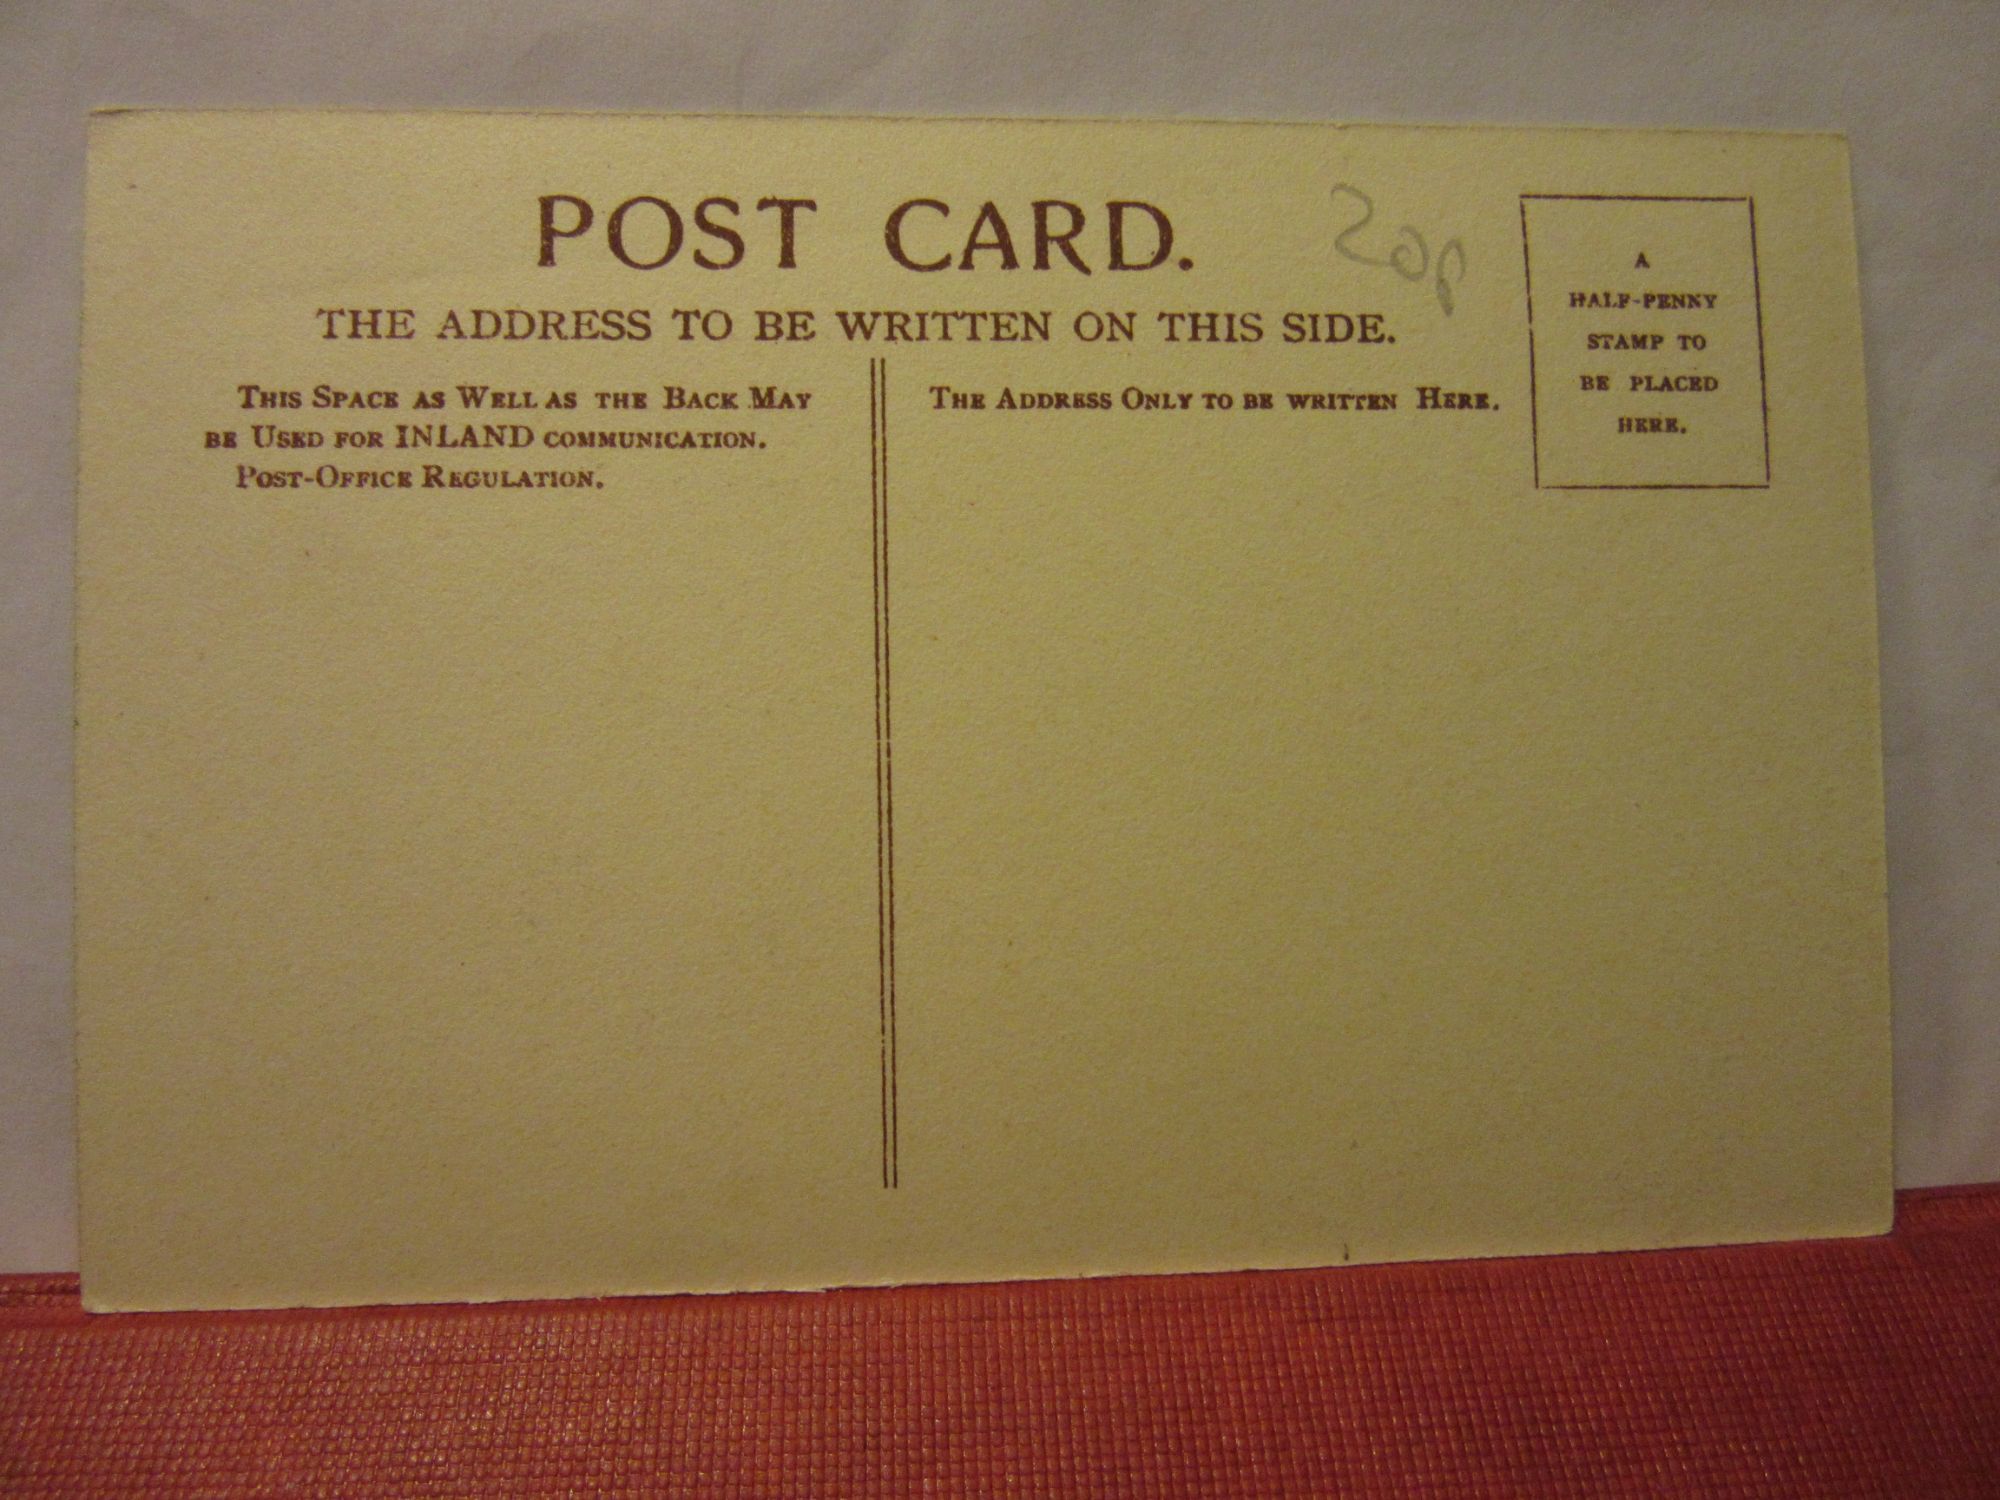 POST CARD.
20p
THE ADDRESS TO BE WRITTEN ON THIS SIDE.
THIS SPACE AS WELL AS THE BACK MAY
BE USED FOR INLAND COMMUNICATION.
POST-OFFICE REGULATION.
THE ADDRESS ONLY TO BE WRITTEN HERE.
A
HALF-PENNY
STAMP TO
BE PLACED
HERE.